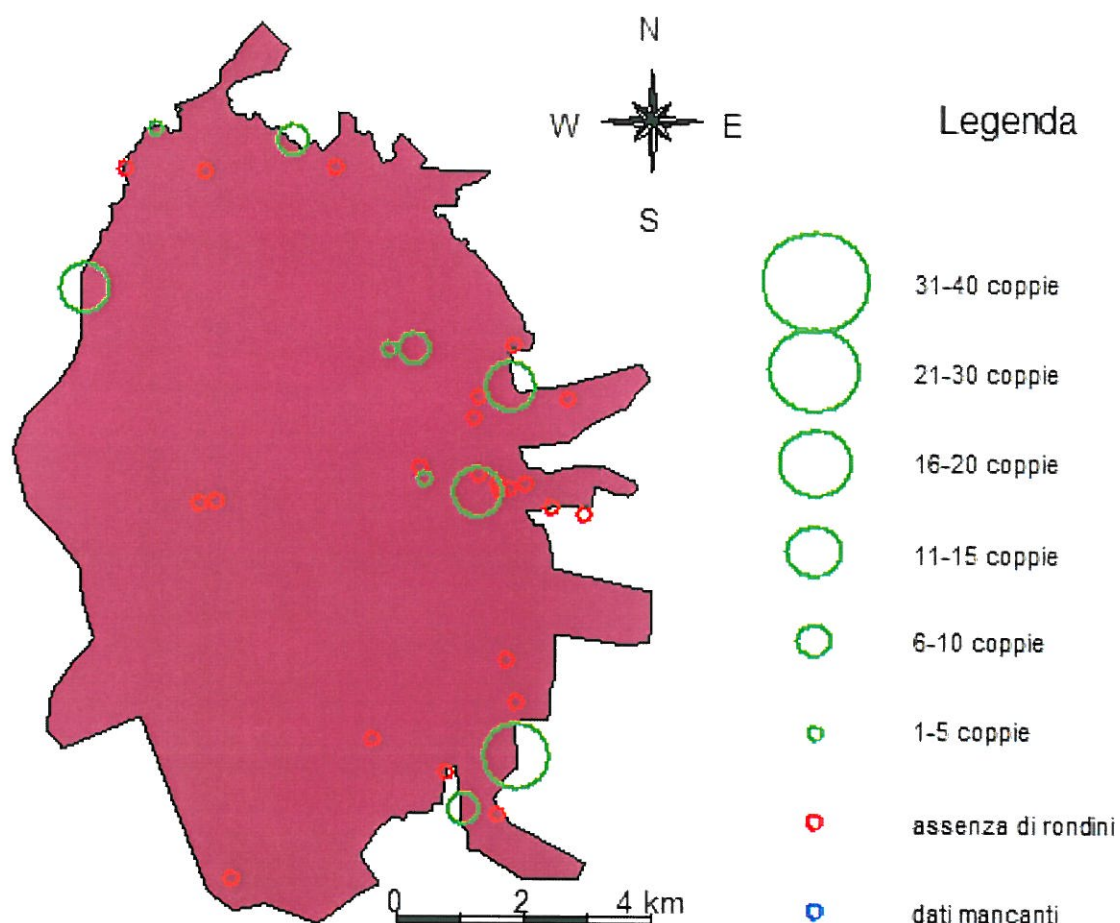 N
W E
S
Legenda
31-40 coppie
21-30 coppie
16-20 coppie
11-15 coppie
6-10 coppie
1-5 coppie
assenza di rondini
dati mancanti
0 2 4 km